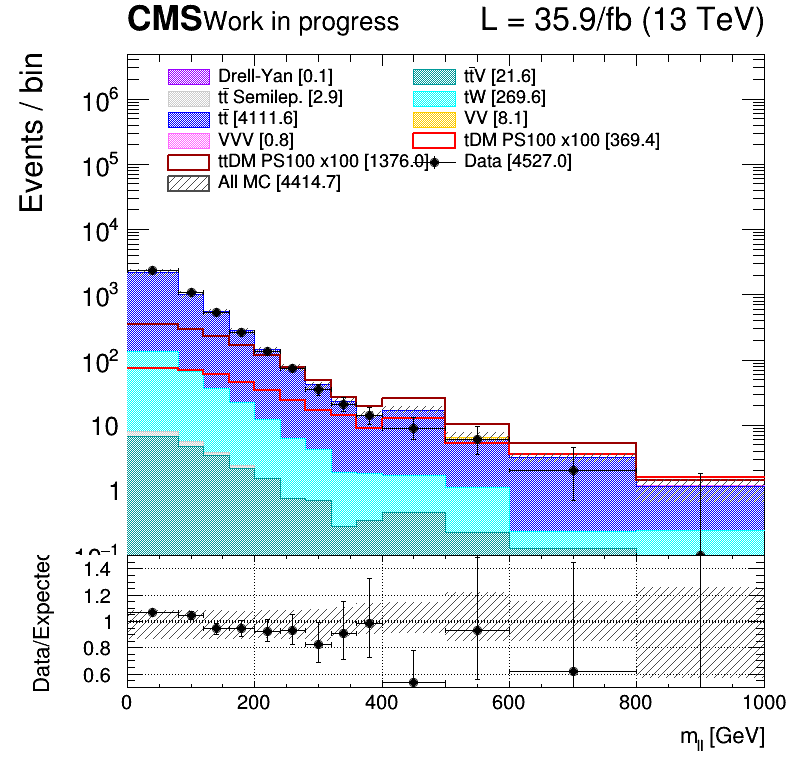 CMS Work in progress L = 35.9/fb (13 TeV)
Events / bin
Drell-Yan [0.1] tt̄V [21.6]
tt̄ Semilep. [2.9] tW [269.6]
tt̄ [4111.6] VV [8.1]
VVV [0.8] tDM PS100 x100 [369.4]
ttDM PS100 x100 [1376.0] Data [4527.0]
All MC [4414.7]
10⁶
10⁵
10⁴
10³
10²
10
1
10⁻¹
Data/Expected
1.4
1.2
1
0.8
0.6
0 200 400 600 800 1000
m_ll [GeV]